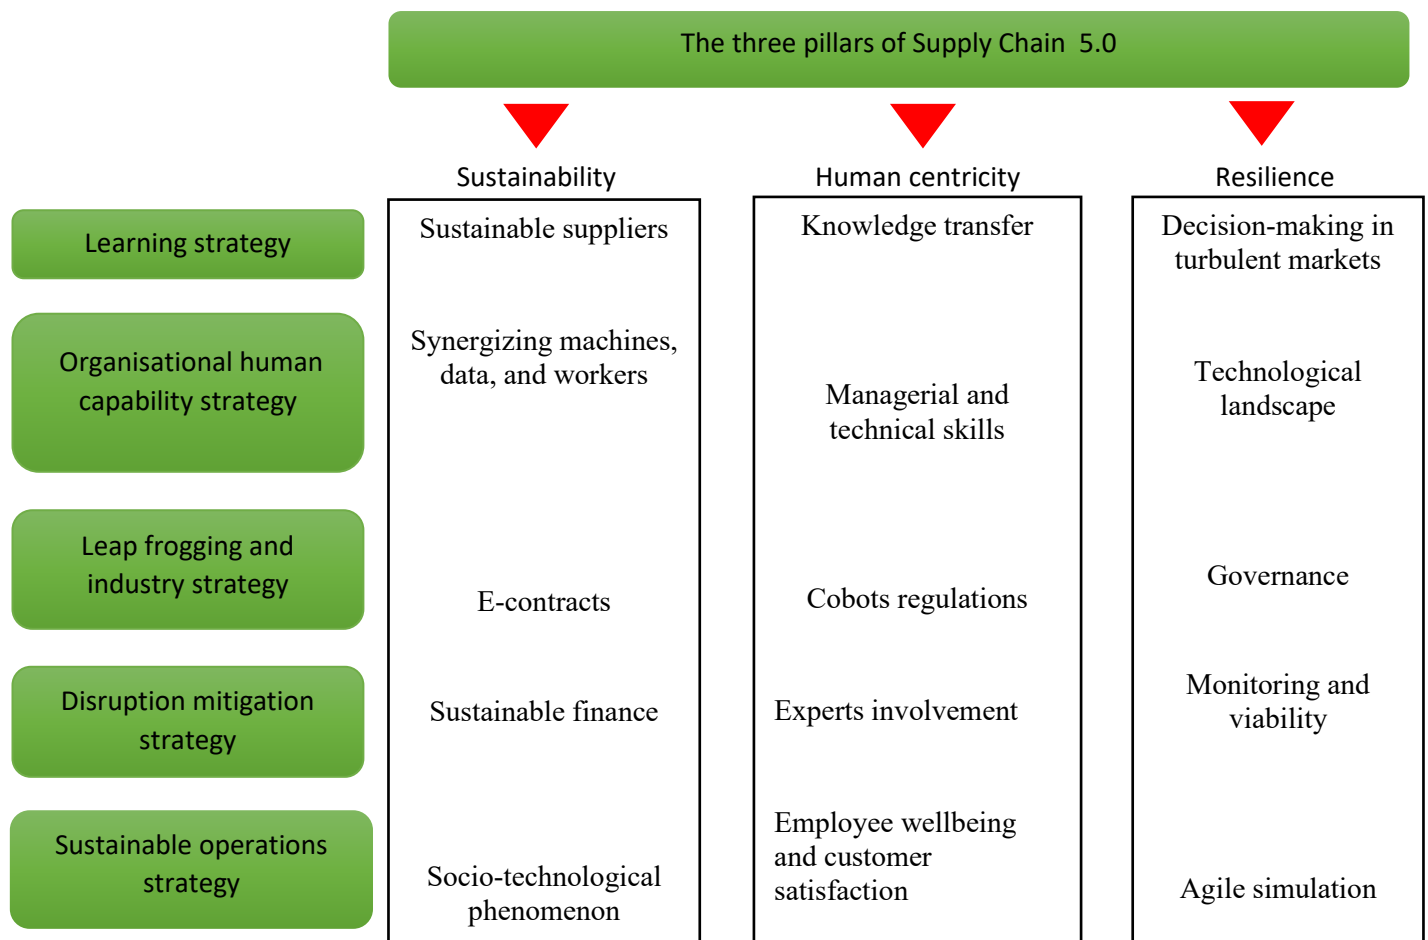 The three pillars of Supply Chain 5.0
Sustainability
Human centricity
Resilience
Learning strategy
Sustainable suppliers
Knowledge transfer
Decision-making in
turbulent markets
Organisational human
capability strategy
Synergizing machines,
data, and workers
Managerial and
technical skills
Technological
landscape
Leap frogging and
industry strategy
E-contracts
Cobots regulations
Governance
Disruption mitigation
strategy
Sustainable finance
Experts involvement
Monitoring and
viability
Sustainable operations
strategy
Socio-technological
phenomenon
Employee wellbeing
and customer
satisfaction
Agile simulation